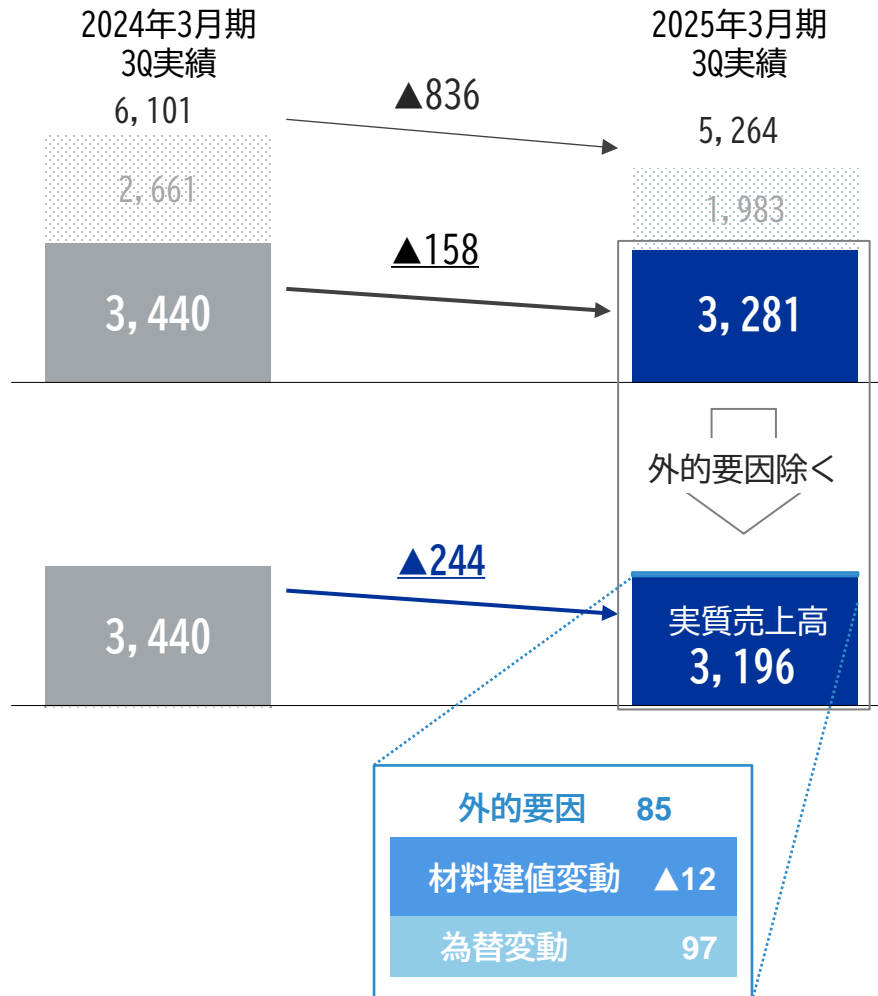 2024年3月期
3Q実績
2025年3月期
3Q実績
6,101
▲836
5,264
2,661
1,983
▲158
3,440
3,281
外的要因除く
▲244
3,440
実質売上高
3,196
外的要因 85
材料建値変動 ▲12
為替変動 97